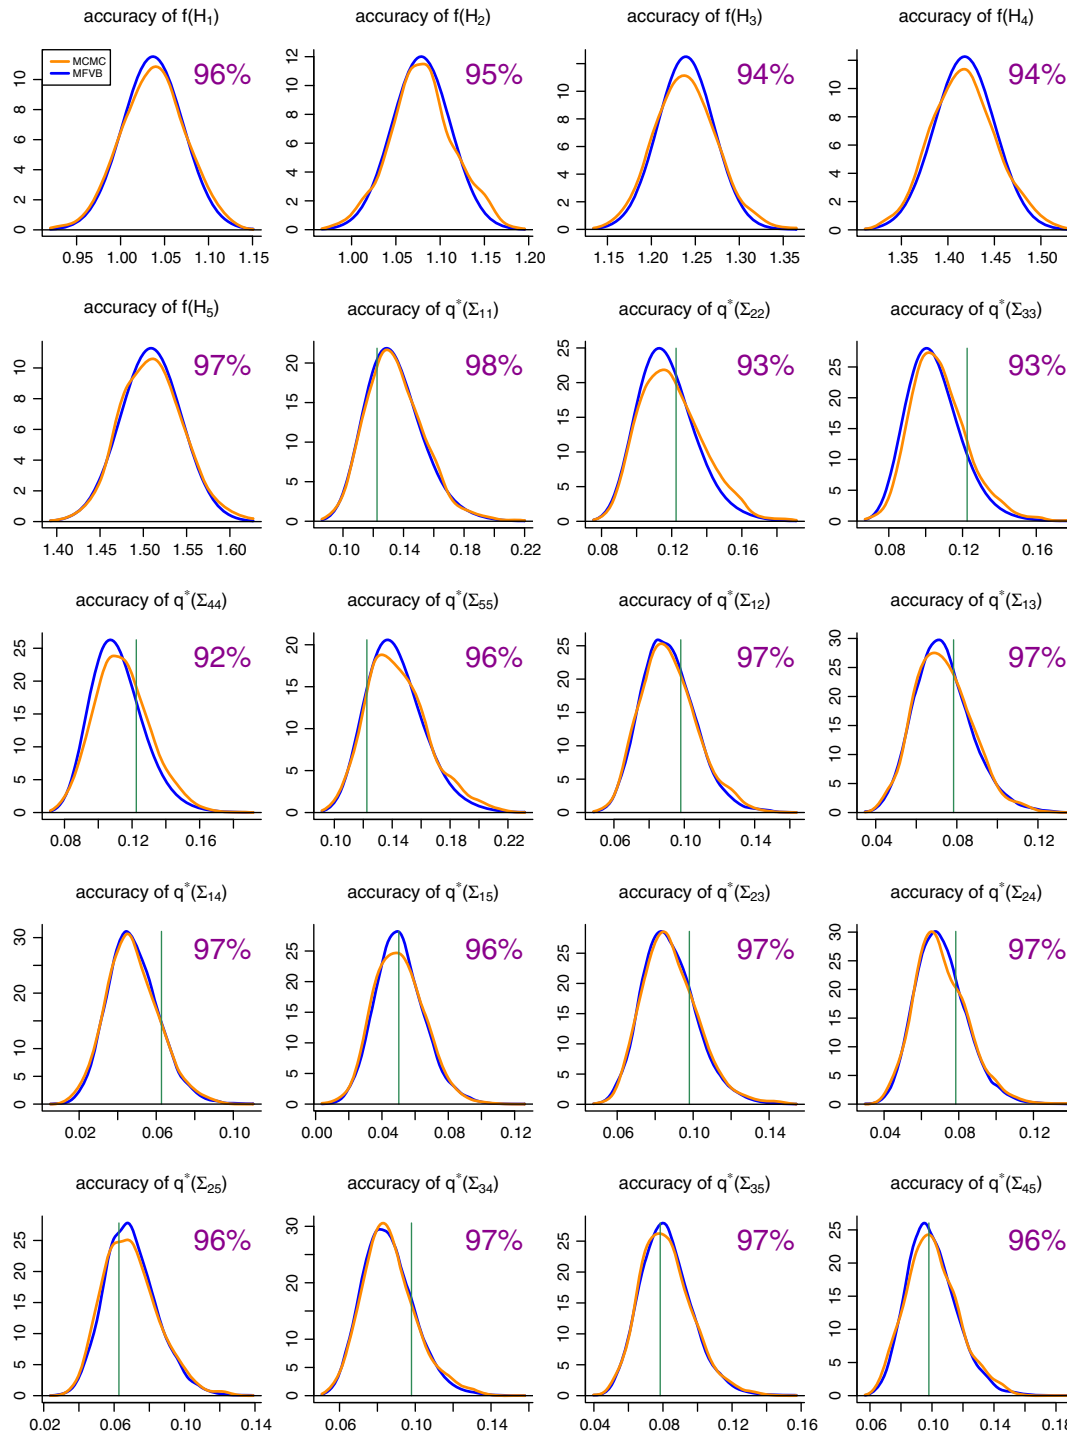 accuracy of f(H₁) accuracy of f(H₂) accuracy of f(H₃) accuracy of f(H₄)
MCMC
MFVB
96% 95% 94% 94%
0 2 4 6 8 10
0 2 4 6 8 10 12
0 2 4 6 8 10
0 2 4 6 8 10 12
0.95 1.00 1.05 1.10 1.15
1.00 1.05 1.10 1.15 1.20
1.15 1.20 1.25 1.30 1.35
1.35 1.40 1.45 1.50
accuracy of f(H₅) accuracy of q*(Σ₁₁) accuracy of q*(Σ₂₂) accuracy of q*(Σ₃₃)
97% 98% 93% 93%
0 2 4 6 8 10
0 5 10 15 20
0 5 10 15 20 25
0 5 10 15 20 25
1.40 1.45 1.50 1.55 1.60
0.10 0.14 0.18 0.22
0.08 0.12 0.16
0.08 0.12 0.16
accuracy of q*(Σ₄₄) accuracy of q*(Σ₅₅) accuracy of q*(Σ₁₂) accuracy of q*(Σ₁₃)
92% 96% 97% 97%
0 5 10 15 20 25
0 5 10 15 20
0 5 10 15 20 25
0 5 10 15 20 25 30
0.08 0.12 0.16
0.10 0.14 0.18 0.22
0.06 0.10 0.14
0.04 0.08 0.12
accuracy of q*(Σ₁₄) accuracy of q*(Σ₁₅) accuracy of q*(Σ₂₃) accuracy of q*(Σ₂₄)
97% 96% 97% 97%
0 5 10 15 20 25 30
0 5 10 15 20 25
0 5 10 15 20 25
0 5 10 15 20 25 30
0.02 0.06 0.10
0.00 0.04 0.08 0.12
0.06 0.10 0.14
0.04 0.08 0.12
accuracy of q*(Σ₂₅) accuracy of q*(Σ₃₄) accuracy of q*(Σ₃₅) accuracy of q*(Σ₄₅)
96% 97% 97% 96%
0 5 10 15 20 25
0 5 10 20 30
0 5 10 15 20 25
0 5 10 15 20 25
0.02 0.06 0.10 0.14
0.06 0.10 0.14
0.04 0.08 0.12 0.16
0.06 0.10 0.14